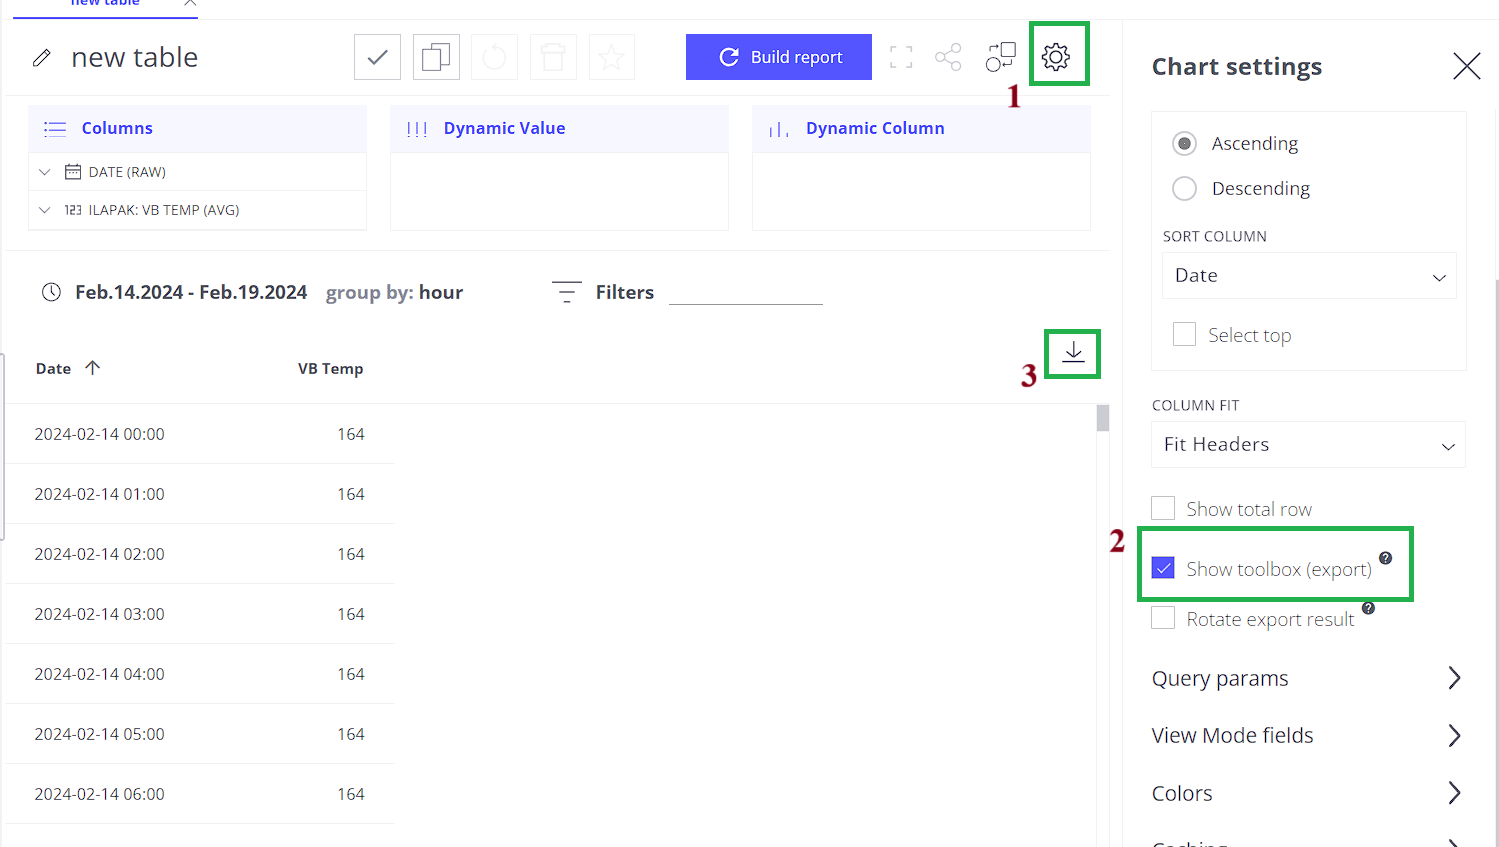 new table
new table
Build report
1
Columns
Dynamic Value
Dynamic Column
DATE (RAW)
123 ILAPAK: VB TEMP (AVG)
Feb.14.2024 - Feb.19.2024 group by: hour
Filters
3
Date
VB Temp
2024-02-14 00:00 164
2024-02-14 01:00 164
2024-02-14 02:00 164
2024-02-14 03:00 164
2024-02-14 04:00 164
2024-02-14 05:00 164
2024-02-14 06:00 164
Chart settings
Ascending
Descending
SORT COLUMN
Date
Select top
COLUMN FIT
Fit Headers
Show total row
2
Show toolbox (export) ?
Rotate export result ?
Query params
View Mode fields
Colors
Caching